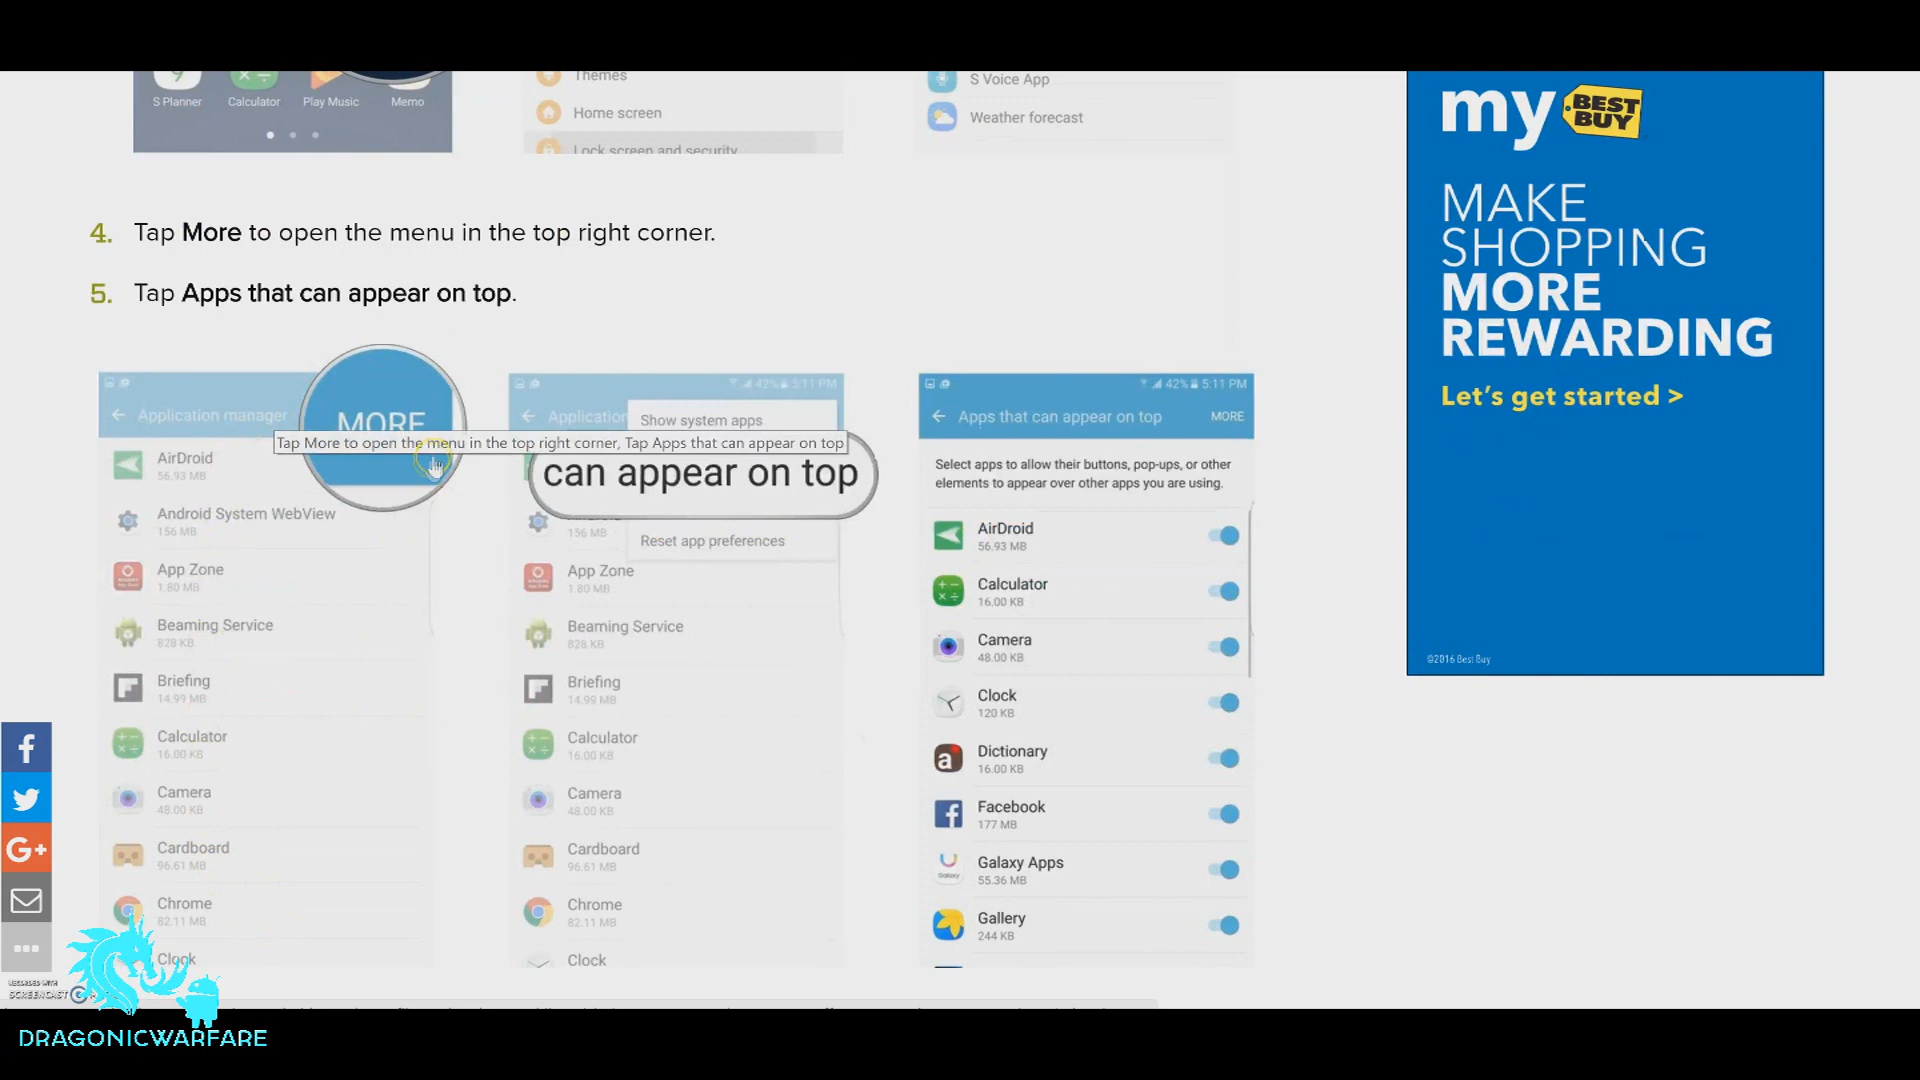 S Planner
Calculator
Play Music
Memo
Themes
Home screen
Lock screen and security
S Voice App
Weather forecast
my BEST BUY
MAKE
SHOPPING
MORE
REWARDING
Let's get started >
©2016 Best Buy
4. Tap More to open the menu in the top right corner.
5. Tap Apps that can appear on top.
Application manager
MORE
Tap More to open the menu in the top right corner, Tap Apps that can appear on top
AirDroid
56.93 MB
Android System WebView
156 MB
App Zone
1.80 MB
Beaming Service
828 KB
Briefing
14.99 MB
Calculator
16.00 KB
Camera
48.00 KB
Cardboard
96.61 MB
Chrome
82.11 MB
Clock
42% 5:11 PM
Application
Show system apps
can appear on top
156 MB
Reset app preferences
App Zone
1.80 MB
Beaming Service
828 KB
Briefing
14.99 MB
Calculator
16.00 KB
Camera
48.00 KB
Cardboard
96.61 MB
Chrome
82.11 MB
Clock
42% 5:11 PM
Apps that can appear on top MORE
Select apps to allow their buttons, pop-ups, or other
elements to appear over other apps you are using.
AirDroid
56.93 MB
Calculator
16.00 KB
Camera
48.00 KB
Clock
120 KB
Dictionary
16.00 KB
Facebook
177 MB
Galaxy Apps
55.36 MB
Gallery
244 KB
RECORDED WITH
SCREENCAST
DRAGONICWARFARE